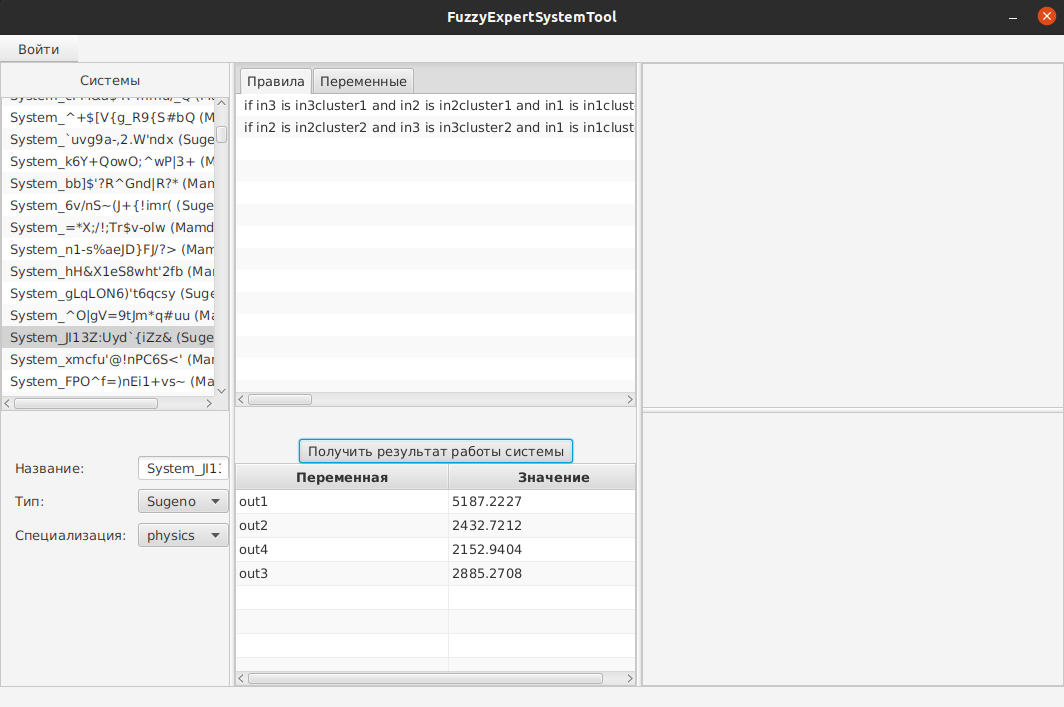 FuzzyExpertSystemTool
Войти
Системы
System_^+$[V{g_R9{S#bQ (M
System_`uvg9a-,2.W'ndx (Suge
System_k6Y+QowO;^wP|3+ (M
System_bb]$'?R^Gnd|R?* (Mam
System_6v/nS~(J+{!imr( (Suge
System_=*X;/!;Tr$v-olw (Mamd
System_n1-s%aeJD}FJ/?> (Mam
System_hH&X1eS8wht'2fb (Ma
System_gLqLON6)'t6qcsy (Suge
System_^O|gV=9tJm*q#uu (Ma
System_JI13Z:Uyd`{iZz& (Suge
System_xmcfu'@!nPC6S<' (Mar
System_FPO^f=)nEi1+vs~ (Ma
Название: System_JI1
Тип: Sugeno
Специализация: physics
Правила Переменные
if in3 is in3cluster1 and in2 is in2cluster1 and in1 is in1clust
if in2 is in2cluster2 and in3 is in3cluster2 and in1 is in1clust
Получить результат работы системы
Переменная Значение
out1 5187.2227
out2 2432.7212
out4 2152.9404
out3 2885.2708